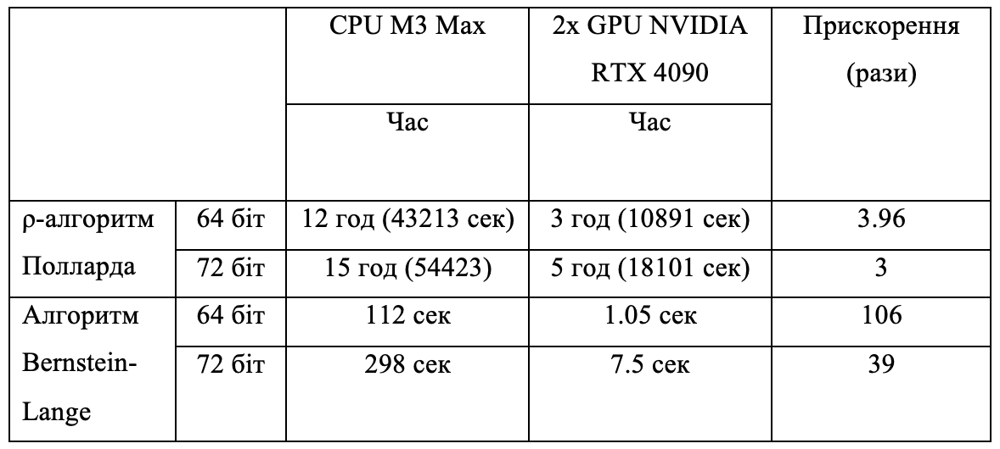 CPU M3 Max
2x GPU NVIDIA
RTX 4090
Прискорення
(рази)
Час
Час
ρ-алгоритм
Полларда
64 біт
12 год (43213 сек)
3 год (10891 сек)
3.96
72 біт
15 год (54423)
5 год (18101 сек)
3
Алгоритм
Bernstein-
Lange
64 біт
112 сек
1.05 сек
106
72 біт
298 сек
7.5 сек
39